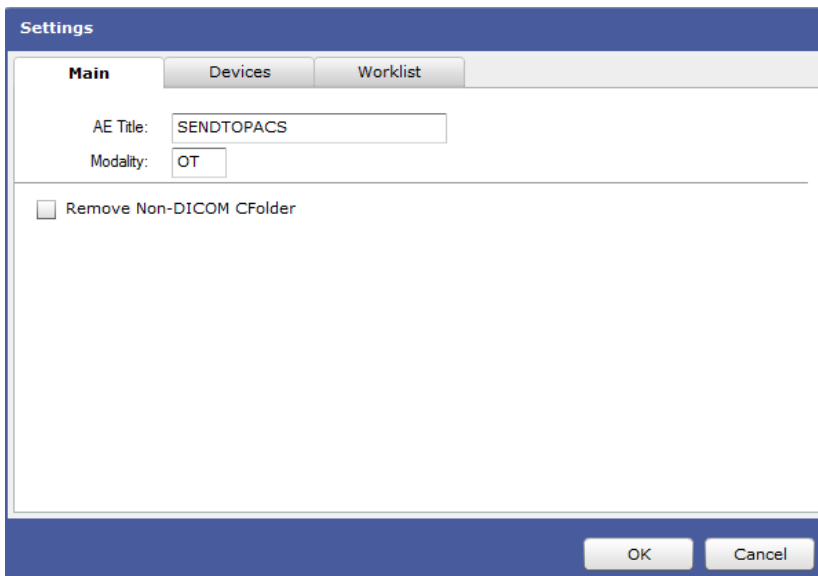 Settings
Main Devices Worklist
AE Title: SENDTOPACS
Modality: OT
Remove Non-DICOM CFolder
OK Cancel